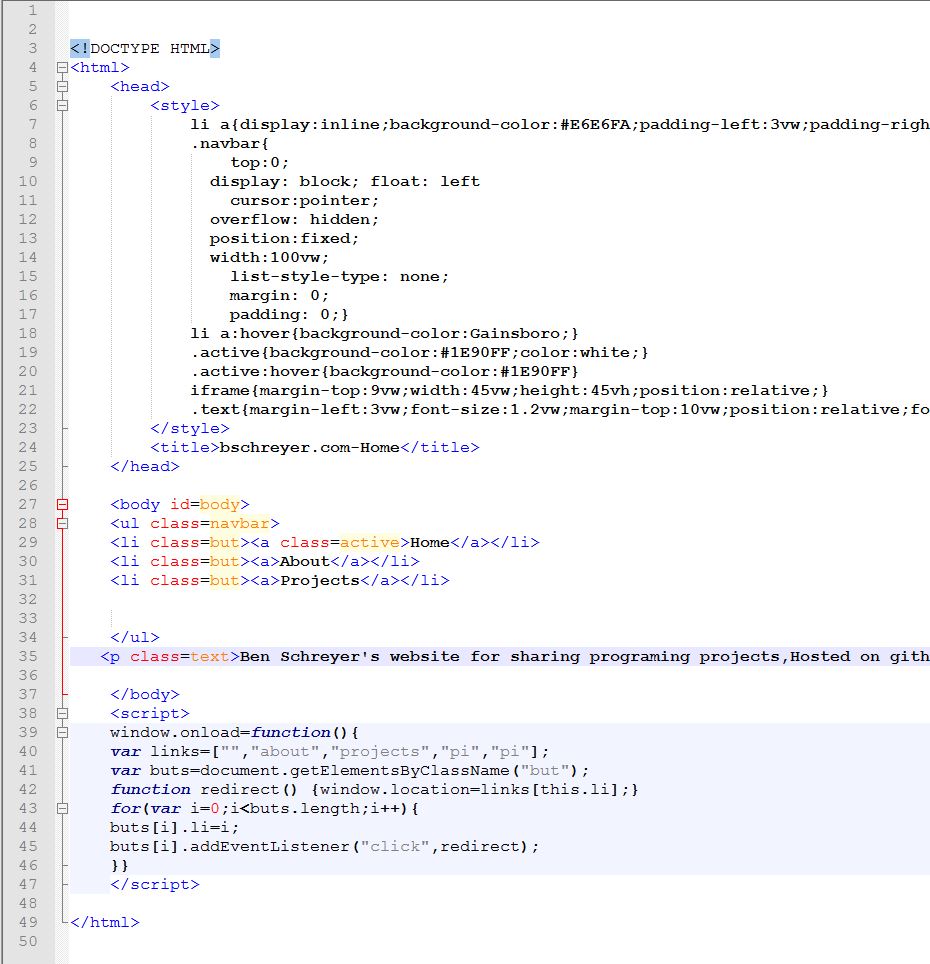 1
2
3 <!DOCTYPE HTML>
4 <html>
5 <head>
6 <style>
7 li a{display:inline;background-color:#E6E6FA;padding-left:3vw;padding-righ
8 .navbar{
9 top:0;
10 display: block; float: left
11 cursor:pointer;
12 overflow: hidden;
13 position:fixed;
14 width:100vw;
15 list-style-type: none;
16 margin: 0;
17 padding: 0;}
18 li a:hover{background-color:Gainsboro;}
19 .active{background-color:#1E90FF;color:white;}
20 .active:hover{background-color:#1E90FF}
21 iframe{margin-top:9vw;width:45vw;height:45vh;position:relative;}
22 .text{margin-left:3vw;font-size:1.2vw;margin-top:10vw;position:relative;fo
23 </style>
24 <title>bschreyer.com-Home</title>
25 </head>
26
27 <body id=body>
28 <ul class=navbar>
29 <li class=but><a class=active>Home</a></li>
30 <li class=but><a>About</a></li>
31 <li class=but><a>Projects</a></li>
32
33
34 </ul>
35 <p class=text>Ben Schreyer's website for sharing programing projects,Hosted on gith
36
37 </body>
38 <script>
39 window.onload=function(){
40 var links=["","about","projects","pi","pi"];
41 var buts=document.getElementsByClassName("but");
42 function redirect() {window.location=links[this.li];}
43 for(var i=0;i<buts.length;i++){
44 buts[i].li=i;
45 buts[i].addEventListener("click",redirect);
46 }}
47 </script>
48
49 </html>
50